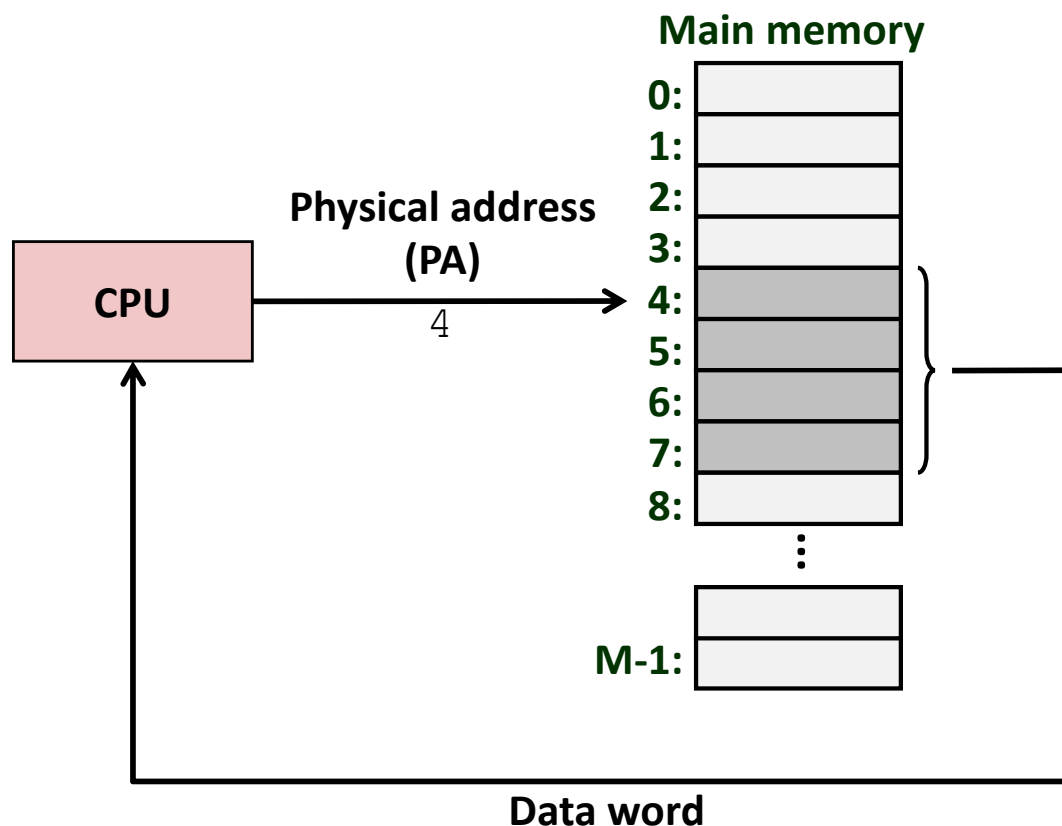 Main memory
0:
1:
2:
Physical address
(PA)
3:
CPU
4
4:
5:
6:
7:
8:
...
M-1:
Data word